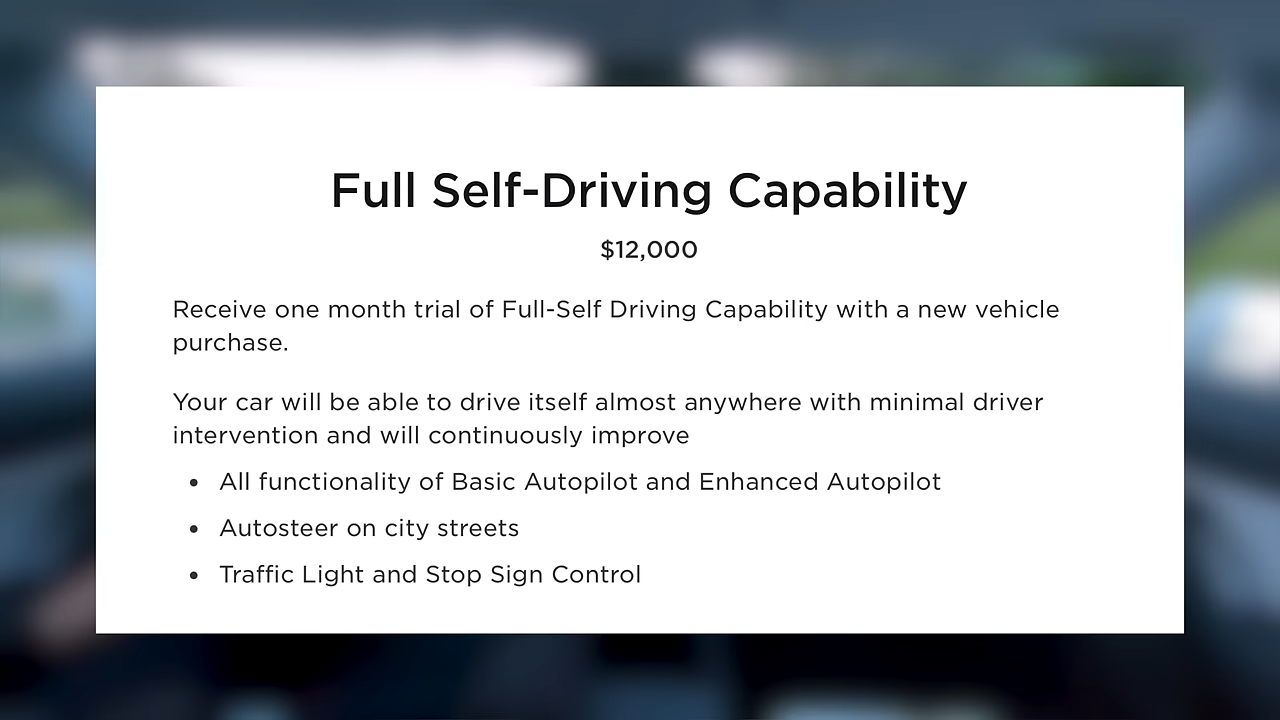 Full Self-Driving Capability
$12,000
Receive one month trial of Full-Self Driving Capability with a new vehicle
purchase.
Your car will be able to drive itself almost anywhere with minimal driver
intervention and will continuously improve
• All functionality of Basic Autopilot and Enhanced Autopilot
• Autosteer on city streets
• Traffic Light and Stop Sign Control